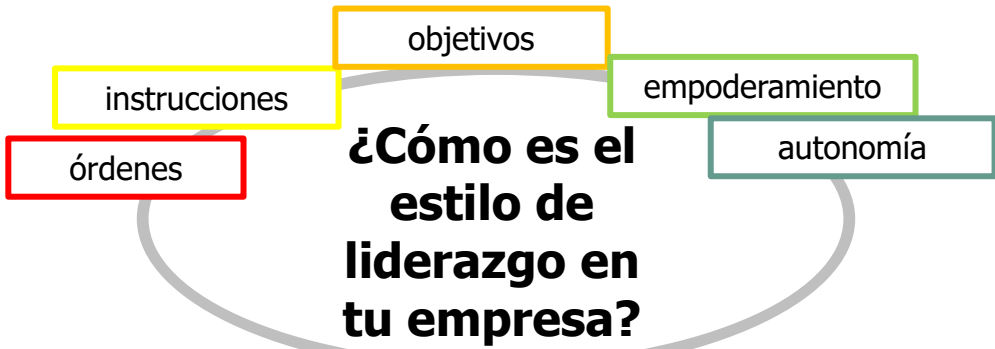 objetivos
instrucciones
empoderamiento
órdenes
autonomía
¿Cómo es el
estilo de
liderazgo en
tu empresa?